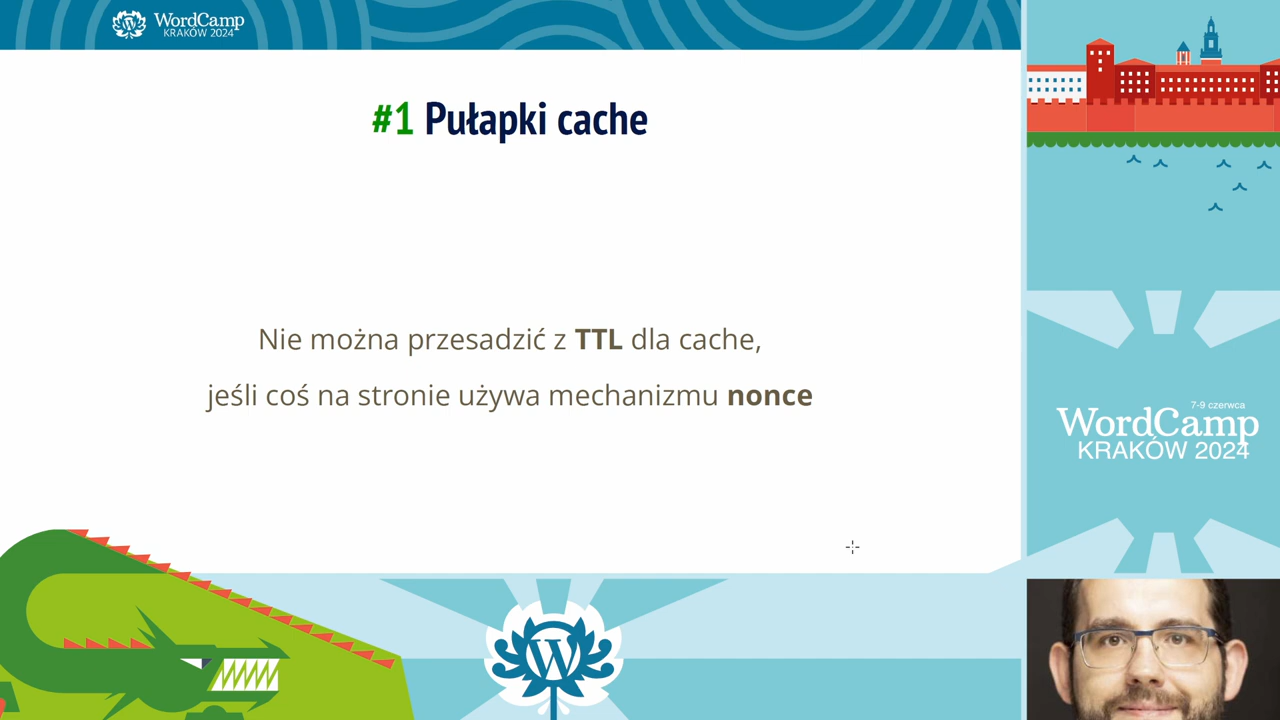 WordCamp
KRAKÓW 2024
#1 Pułapki cache
Nie można przesadzić z TTL dla cache,
jeśli coś na stronie używa mechanizmu nonce
7-9 czerwca
WordCamp
KRAKÓW 2024